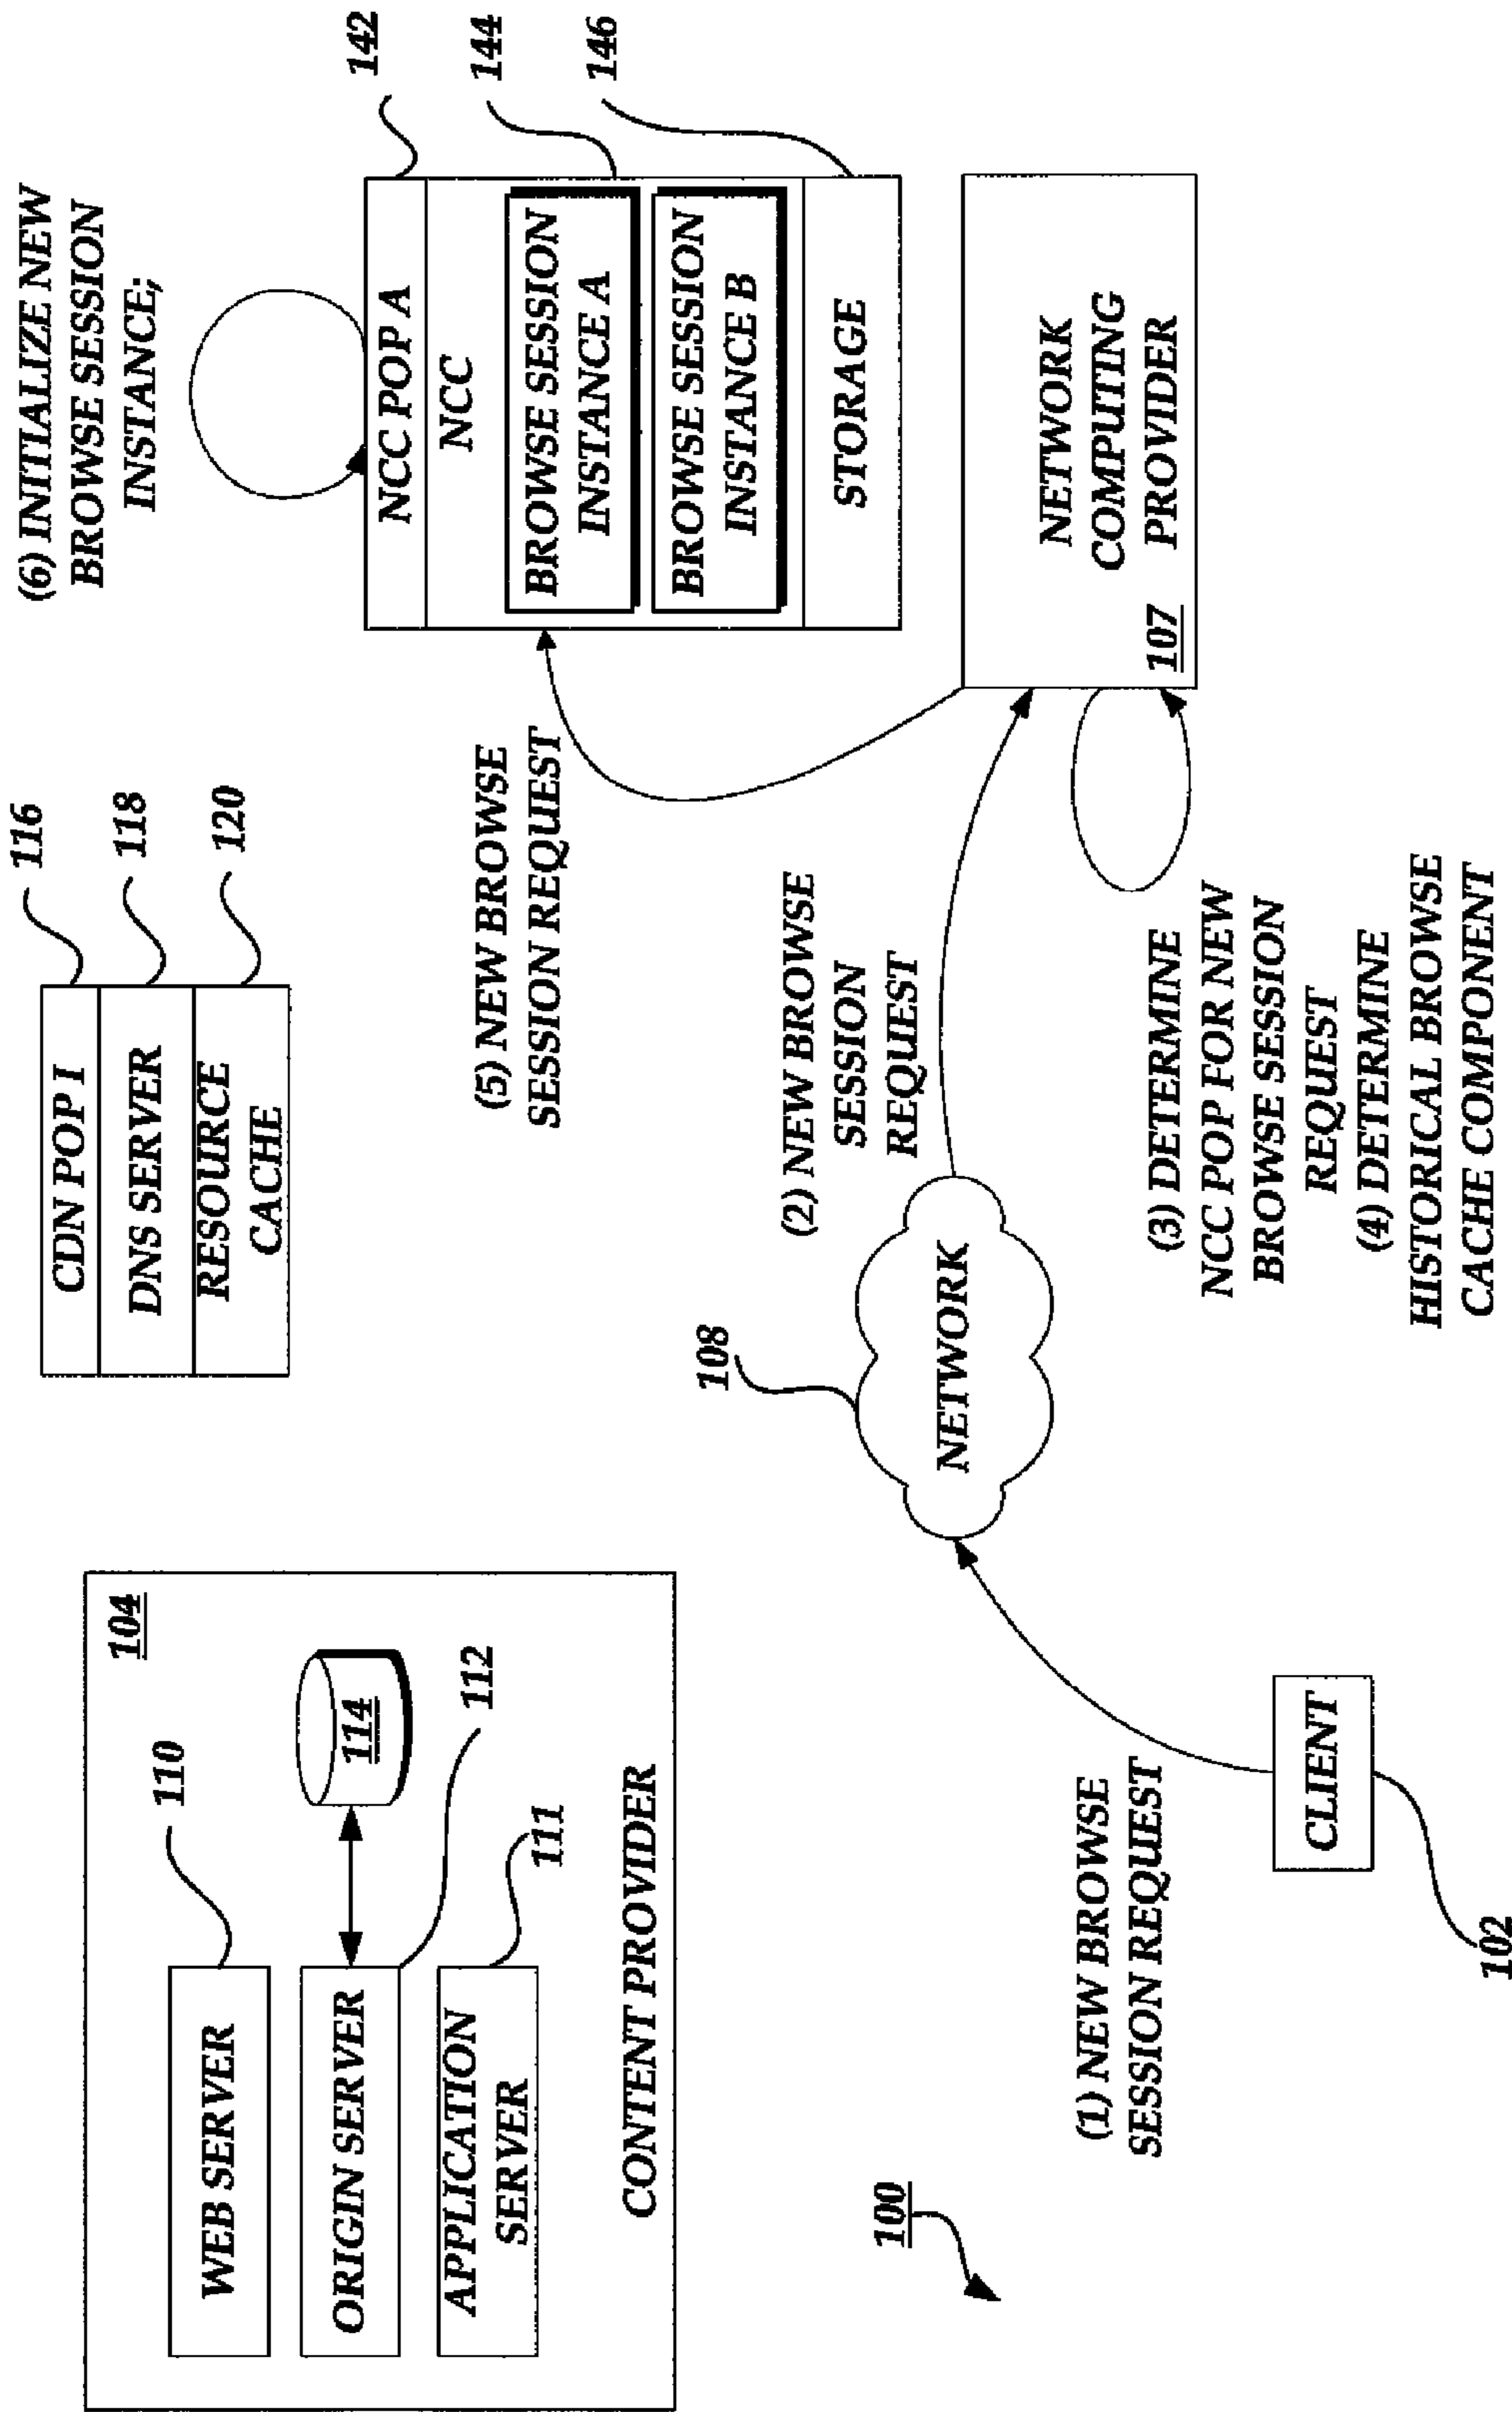 104
110
WEB SERVER
114
ORIGIN SERVER
112
APPLICATION
SERVER
111
CONTENT PROVIDER
CDN POP I
116
DNS SERVER
118
RESOURCE
CACHE
120
(6) INITIALIZE NEW
BROWSE SESSION
INSTANCE;
NCC POP A
142
NCC
144
BROWSE SESSION
INSTANCE A
BROWSE SESSION
INSTANCE B
146
STORAGE
(5) NEW BROWSE
SESSION REQUEST
108
NETWORK
(2) NEW BROWSE
SESSION
REQUEST
NETWORK
COMPUTING
PROVIDER
107
(1) NEW BROWSE
SESSION REQUEST
CLIENT
102
(3) DETERMINE
NCC POP FOR NEW
BROWSE SESSION
REQUEST
(4) DETERMINE
HISTORICAL BROWSE
CACHE COMPONENT
100